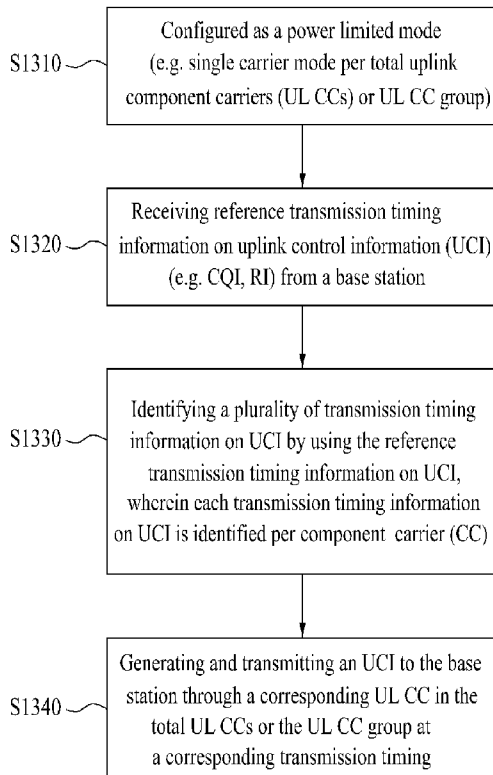 S1310
Configured as a power limited mode
(e.g. single carrier mode per total uplink
component carriers (UL CCs) or UL CC group)
S1320
Receiving reference transmission timing
information on uplink control information (UCI)
(e.g. CQI, RI) from a base station
S1330
Identifying a plurality of transmission timing
information on UCI by using the reference
transmission timing information on UCI,
wherein each transmission timing information
on UCI is identified per component carrier (CC)
S1340
Generating and transmitting an UCI to the base
station through a corresponding UL CC in the
total UL CCs or the UL CC group at
a corresponding transmission timing